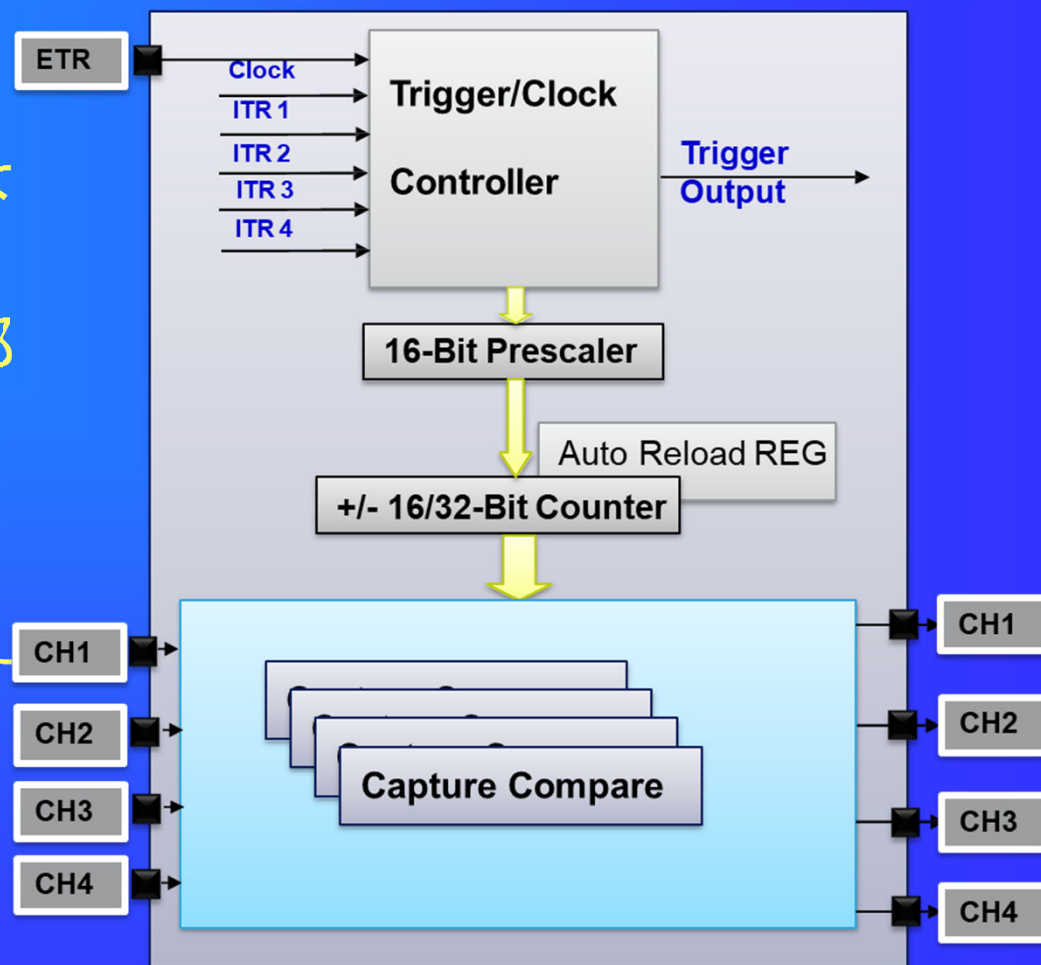 ETR
Clock
ITR 1
ITR 2
ITR 3
ITR 4
Trigger/Clock
Controller
Trigger
Output
16-Bit Prescaler
Auto Reload REG
+/- 16/32-Bit Counter
CH1
CH2
CH3
CH4
Capture Compare
CH1
CH2
CH3
CH4